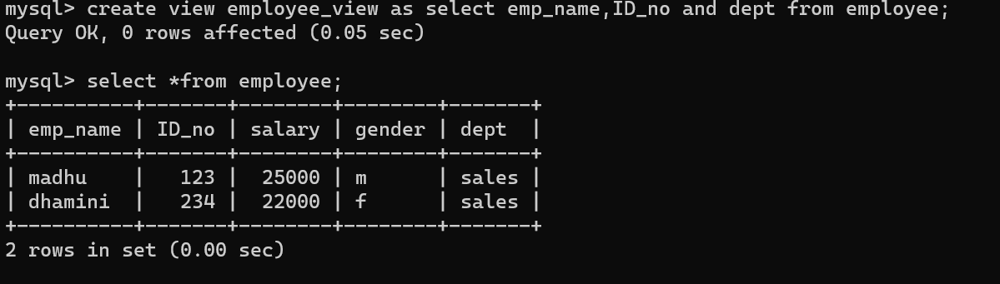 mysql> create view employee_view as select emp_name,ID_no and dept from employee;
Query OK, 0 rows affected (0.05 sec)
mysql> select *from employee;
+----------+-------+--------+--------+-------+
| emp_name | ID_no | salary | gender | dept  |
+----------+-------+--------+--------+-------+
| madhu    |   123 |  25000 | m      | sales |
| dhamini  |   234 |  22000 | f      | sales |
+----------+-------+--------+--------+-------+
2 rows in set (0.00 sec)